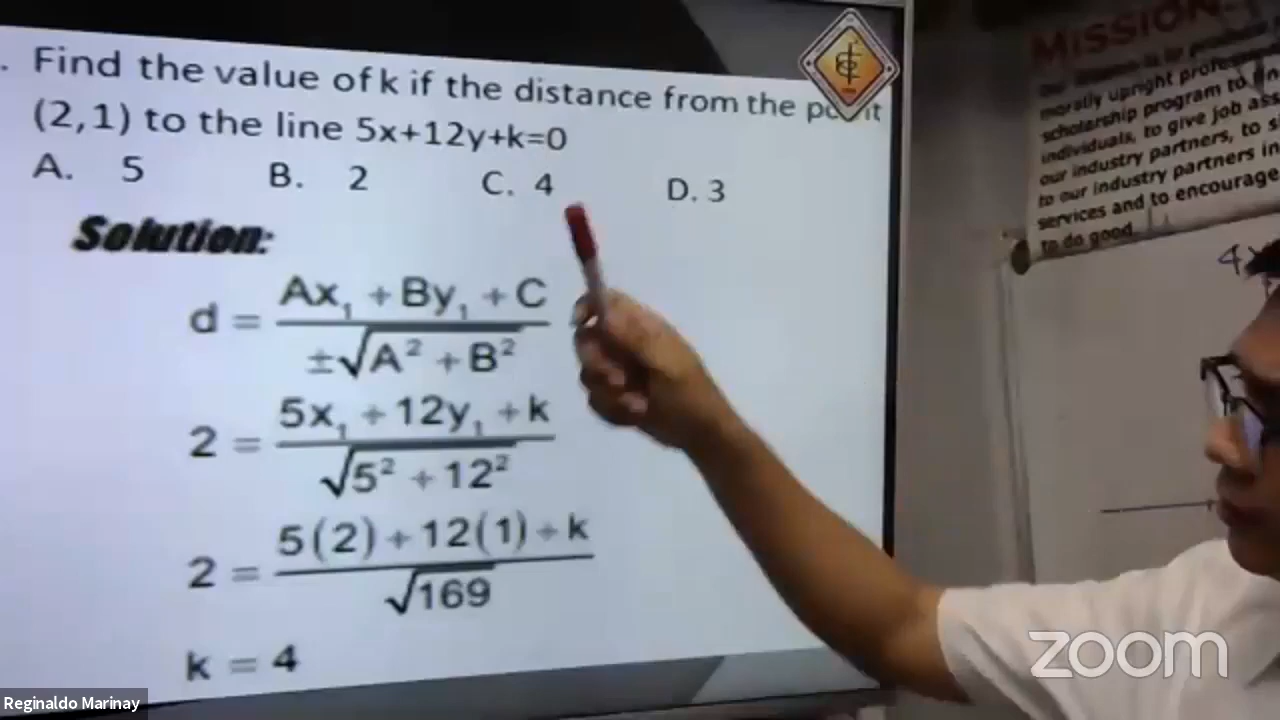 . Find the value of k if the distance from the point
(2,1) to the line 5x+12y+k=0
A. 5 B. 2 C. 4 D. 3
Solution:
d = Ax₁ + By₁ + C
±√A² + B²
2 = 5x₁ + 12y₁ + k
√5² + 12²
2 = 5(2) + 12(1) + k
√169
k = 4
MISSION:
morally upright
scholarship program to
individuals, to give job
our industry partners, to
to our industry partners in
services and to encourage
to do good
4
zoom
Reginaldo Marinay